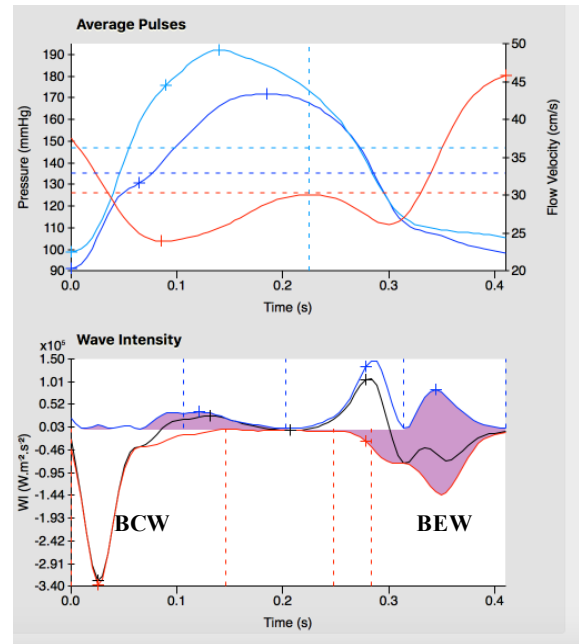 Average Pulses
190
180
170
160
150
140
130
120
110
100
90
Pressure (mmHg)
50
45
40
35
30
25
20
Flow Velocity (cm/s)
0.0 0.1 0.2 0.3 0.4
Time (s)
Wave Intensity
x10⁵
1.50
1.01
0.52
0.03
-0.46
-0.95
-1.44
-1.93
-2.42
-2.91
-3.40
WI (W.m².s²)
BCW BEW
0.0 0.1 0.2 0.3 0.4
Time (s)